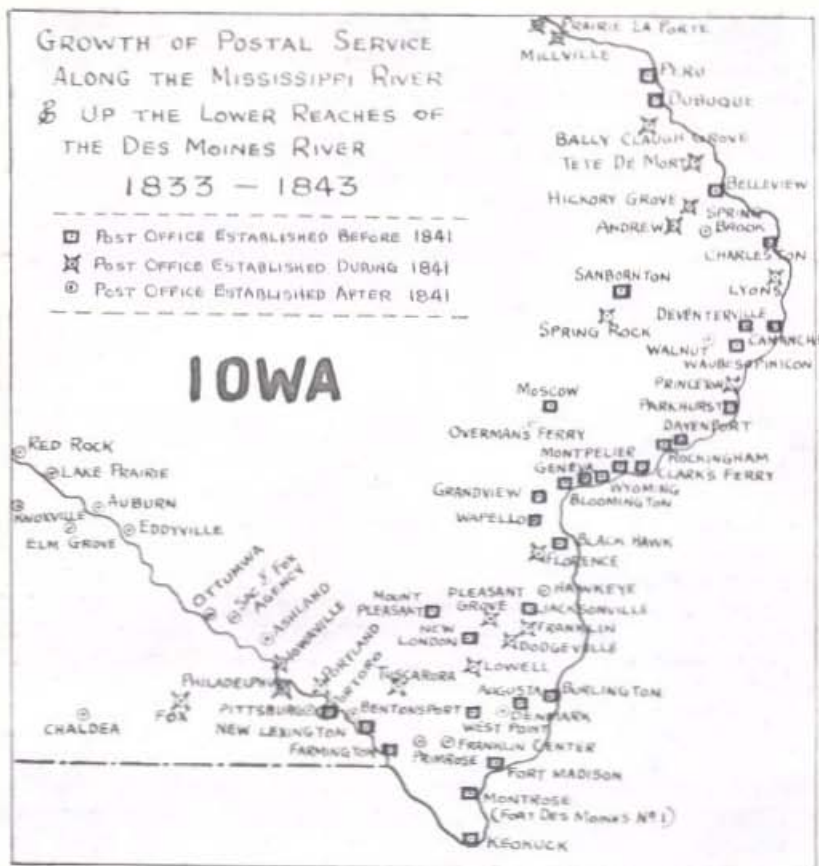 GROWTH OF POSTAL SERVICE
ALONG THE MISSISSIPPI RIVER
& UP THE LOWER REACHES OF
THE DES MOINES RIVER
1833 - 1843
POST OFFICE ESTABLISHED BEFORE 1841
POST OFFICE ESTABLISHED DURING 1841
POST OFFICE ESTABLISHED AFTER 1841
IOWA
PRAIRIE LA PORTE
MILLVILLE
PERU
DUBUQUE
BALLY CLAUGH GROVE
TETE DE MORT
BELLEVIEW
HICKORY GROVE
SPRING
BROOK
ANDREW
CHARLESTON
SANBORNTON
LYONS
SPRING ROCK
DEVENTERVILLE
CAMANCHE
WALNUT
WAUBESIPINICON
PRINCETON
MOSCOW
PARKHURST
OVERMAN'S FERRY
DAVENPORT
MONTPELIER
ROCKINGHAM
GENEVA
CLARK'S FERRY
WYOMING
GRANDVIEW
BLOOMINGTON
WAPELLO
BLACK HAWK
FLORENCE
RED ROCK
LAKE PRAIRIE
KNOXVILLE
AUBURN
ELM GROVE
EDDYVILLE
OTTUMWA
SAC & FOX
AGENCY
ASHLAND
IOWAVILLE
PORTLAND
MOUNT
PLEASANT
PLEASANT
GROVE
HAWKEYE
JACKSONVILLE
NEW
LONDON
FRANKLIN
DODGEVILLE
LOWELL
TUSCARORA
PHILADELPHIA
FOX
CHALDEA
PITTSBURG
BENTONSPORT
AUGUSTA
BURLINGTON
NEW LEXINGTON
WEST POINT
DENMARK
FARMINGTON
PRIMROSE
FRANKLIN CENTER
FORT MADISON
MONTROSE
(FORT DES MOINES NO. 1)
KEOKUCK